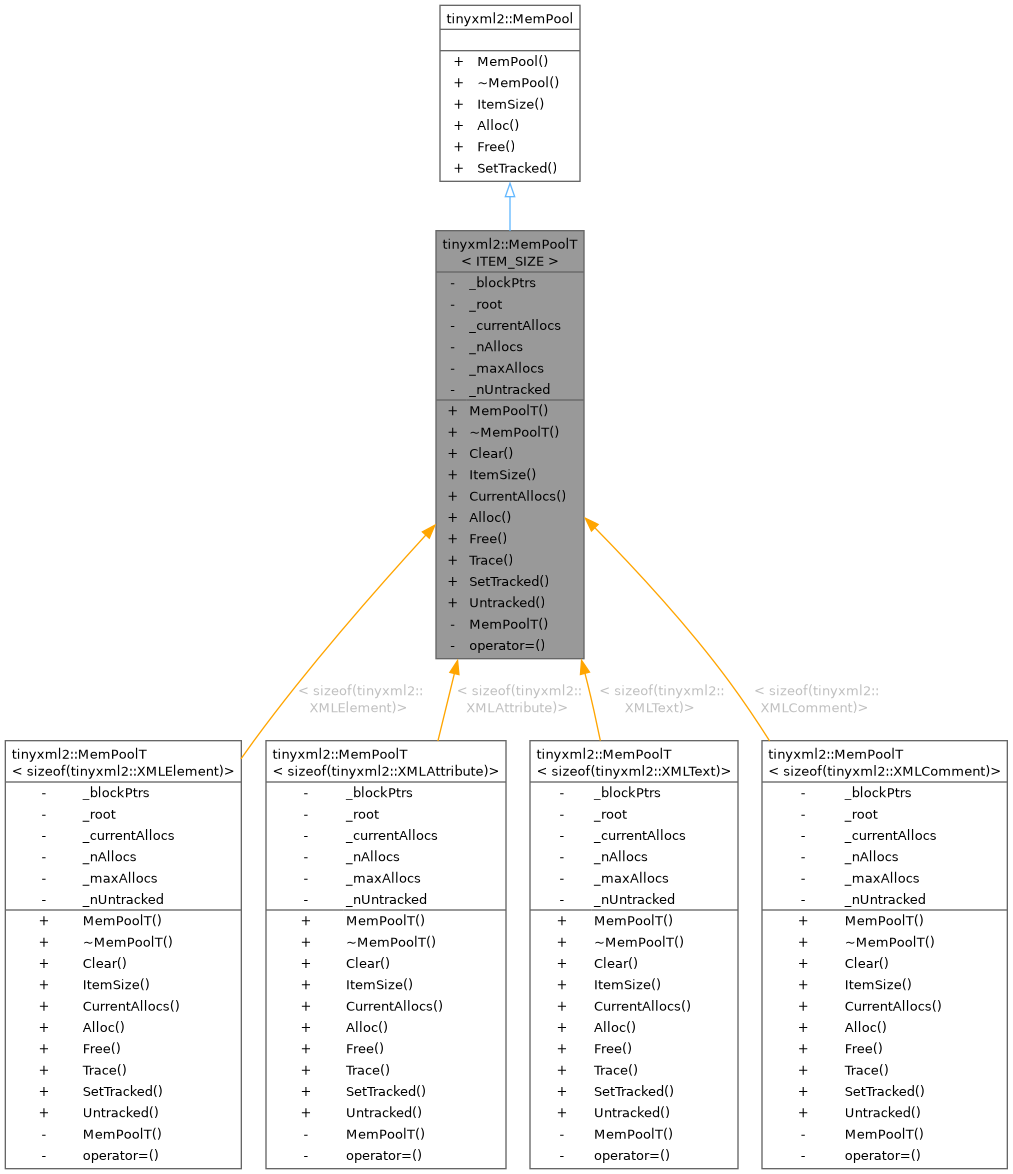 tinyxml2::MemPool
+ MemPool()
+ ~MemPool()
+ ItemSize()
+ Alloc()
+ Free()
+ SetTracked()
tinyxml2::MemPoolT
< ITEM_SIZE >
- _blockPtrs
- _root
- _currentAllocs
- _nAllocs
- _maxAllocs
- _nUntracked
+ MemPoolT()
+ ~MemPoolT()
+ Clear()
+ ItemSize()
+ CurrentAllocs()
+ Alloc()
+ Free()
+ Trace()
+ SetTracked()
+ Untracked()
- MemPoolT()
- operator=()
< sizeof(tinyxml2::
XMLElement)>
< sizeof(tinyxml2::
XMLAttribute)>
< sizeof(tinyxml2::
XMLText)>
< sizeof(tinyxml2::
XMLComment)>
tinyxml2::MemPoolT
< sizeof(tinyxml2::XMLElement)>
- _blockPtrs
- _root
- _currentAllocs
- _nAllocs
- _maxAllocs
- _nUntracked
+ MemPoolT()
+ ~MemPoolT()
+ Clear()
+ ItemSize()
+ CurrentAllocs()
+ Alloc()
+ Free()
+ Trace()
+ SetTracked()
+ Untracked()
- MemPoolT()
- operator=()
tinyxml2::MemPoolT
< sizeof(tinyxml2::XMLAttribute)>
- _blockPtrs
- _root
- _currentAllocs
- _nAllocs
- _maxAllocs
- _nUntracked
+ MemPoolT()
+ ~MemPoolT()
+ Clear()
+ ItemSize()
+ CurrentAllocs()
+ Alloc()
+ Free()
+ Trace()
+ SetTracked()
+ Untracked()
- MemPoolT()
- operator=()
tinyxml2::MemPoolT
< sizeof(tinyxml2::XMLText)>
- _blockPtrs
- _root
- _currentAllocs
- _nAllocs
- _maxAllocs
- _nUntracked
+ MemPoolT()
+ ~MemPoolT()
+ Clear()
+ ItemSize()
+ CurrentAllocs()
+ Alloc()
+ Free()
+ Trace()
+ SetTracked()
+ Untracked()
- MemPoolT()
- operator=()
tinyxml2::MemPoolT
< sizeof(tinyxml2::XMLComment)>
- _blockPtrs
- _root
- _currentAllocs
- _nAllocs
- _maxAllocs
- _nUntracked
+ MemPoolT()
+ ~MemPoolT()
+ Clear()
+ ItemSize()
+ CurrentAllocs()
+ Alloc()
+ Free()
+ Trace()
+ SetTracked()
+ Untracked()
- MemPoolT()
- operator=()